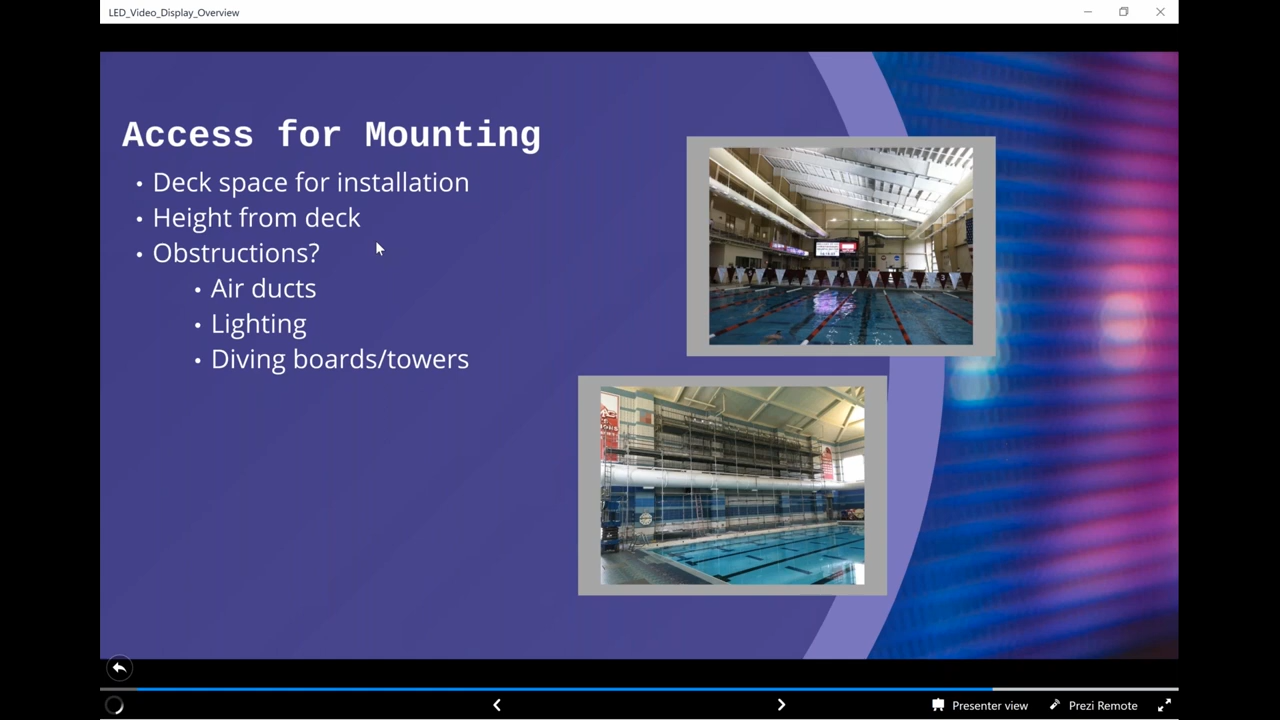 LED_Video_Display_Overview
Access for Mounting
• Deck space for installation
• Height from deck
• Obstructions?
• Air ducts
• Lighting
• Diving boards/towers
Presenter view
Prezi Remote